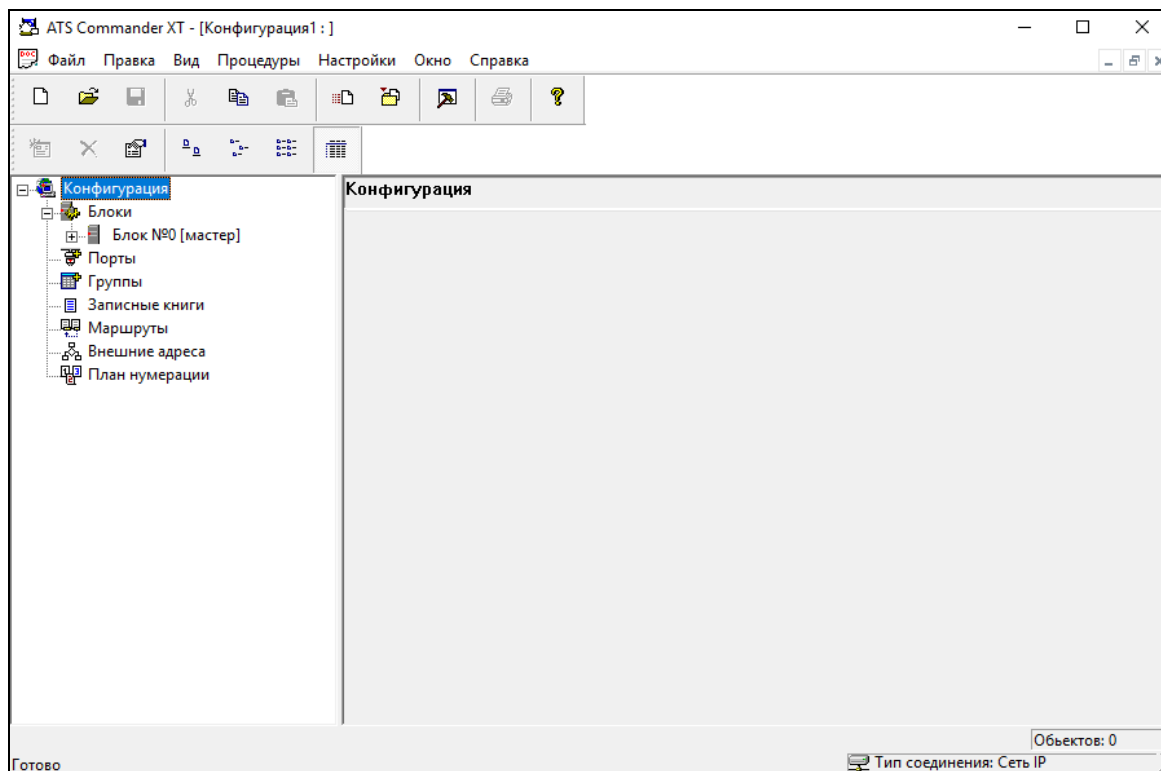 ATS Commander XT - [Конфигурация1 : ]
Файл Правка Вид Процедуры Настройки Окно Справка
Конфигурация
Блоки
Блок №0 [мастер]
Порты
Группы
Записные книги
Маршруты
Внешние адреса
План нумерации
Конфигурация
Обьектов: 0
Готово
Тип соединения: Сеть IP